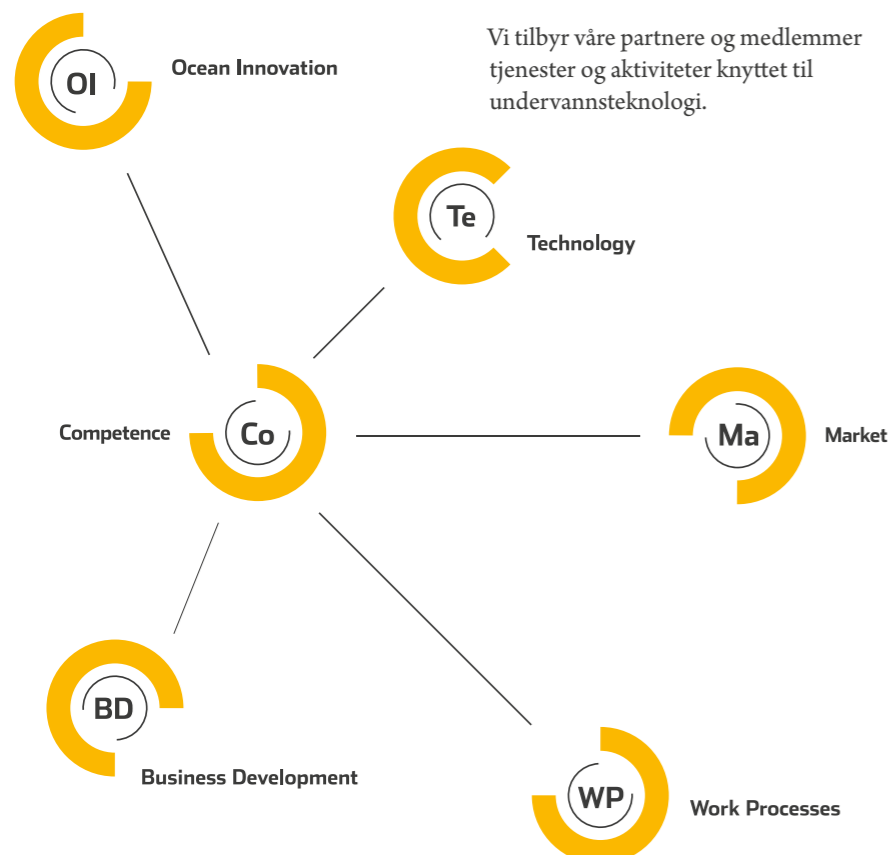 Vi tilbyr våre partnere og medlemmer
tjenester og aktiviteter knyttet til
undervannsteknologi.
OI
Ocean Innovation
Te
Technology
Competence
Co
Ma
Market
BD
Business Development
WP
Work Processes